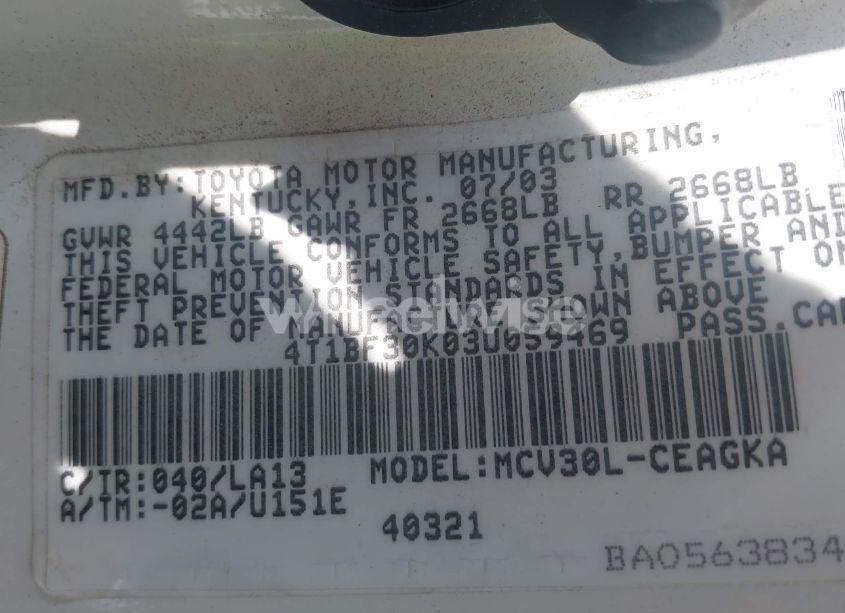 MFD.BY:TOYOTA MOTOR MANUFACTURING,
KENTUCKY,INC. 07/03
GVWR 4442LB GAWR FR 2668LB RR 2668LB
THIS VEHICLE CONFORMS TO ALL APPLICABLE
FEDERAL MOTOR VEHICLE SAFETY,BUMPER AND
THEFT PREVENTION STANDARDS IN EFFECT ON
THE DATE OF MANUFACTURE SHOWN ABOVE
4T1BF30K03U059469 PASS.CAR
C/TR:040/LA13 MODEL:MCV30L-CEAGKA
A/TM:-02A/U151E
40321
BA0563834